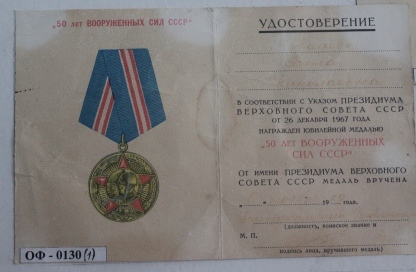 "50 лет ВООРУЖЕННЫХ СИЛ СССР"
УДОСТОВЕРЕНИЕ
В СООТВЕТСТВИИ С УКАЗОМ ПРЕЗИДИУМА
ВЕРХОВНОГО СОВЕТА СССР
ОТ 26 ДЕКАБРЯ 1967 ГОДА
НАГРАЖДЕН ЮБИЛЕЙНОЙ МЕДАЛЬЮ
"50 ЛЕТ ВООРУЖЕННЫХ
СИЛ СССР"
ОТ ИМЕНИ ПРЕЗИДИУМА ВЕРХОВНОГО
СОВЕТА СССР МЕДАЛЬ ВРУЧЕНА
19 года.
(должность, воинское звание и
М. П.
подпись лица, вручившего медаль)
ОФ - 0130(1)